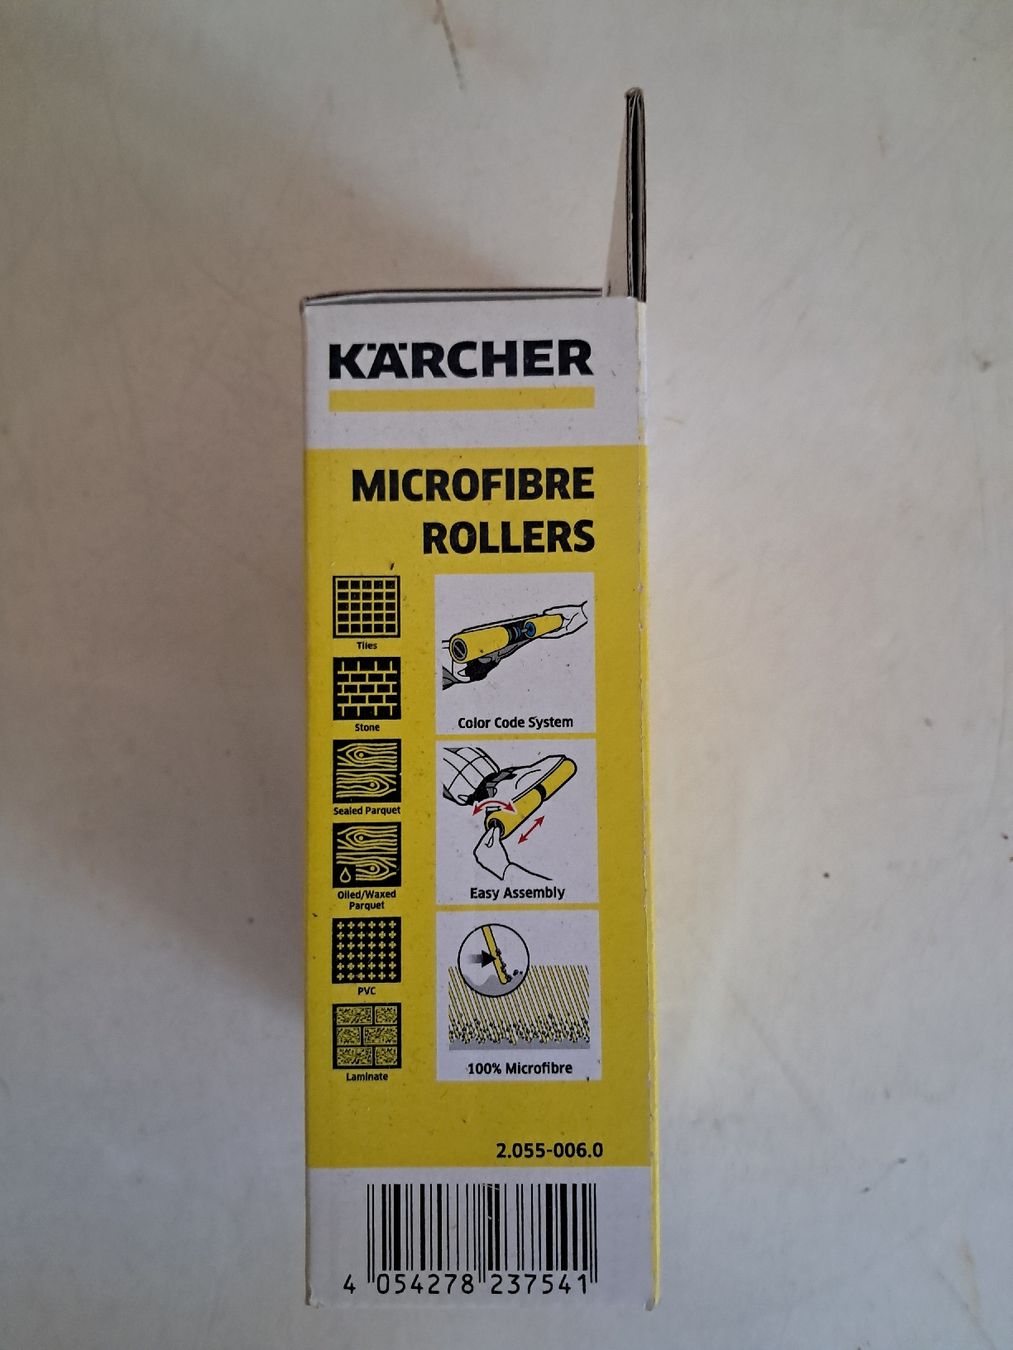 KÄRCHER
MICROFIBRE
ROLLERS
Tiles
Stone
Sealed Parquet
Oiled/Waxed
Parquet
PVC
Laminate
Color Code System
Easy Assembly
100% Microfibre
2.055-006.0
4 054278 237541